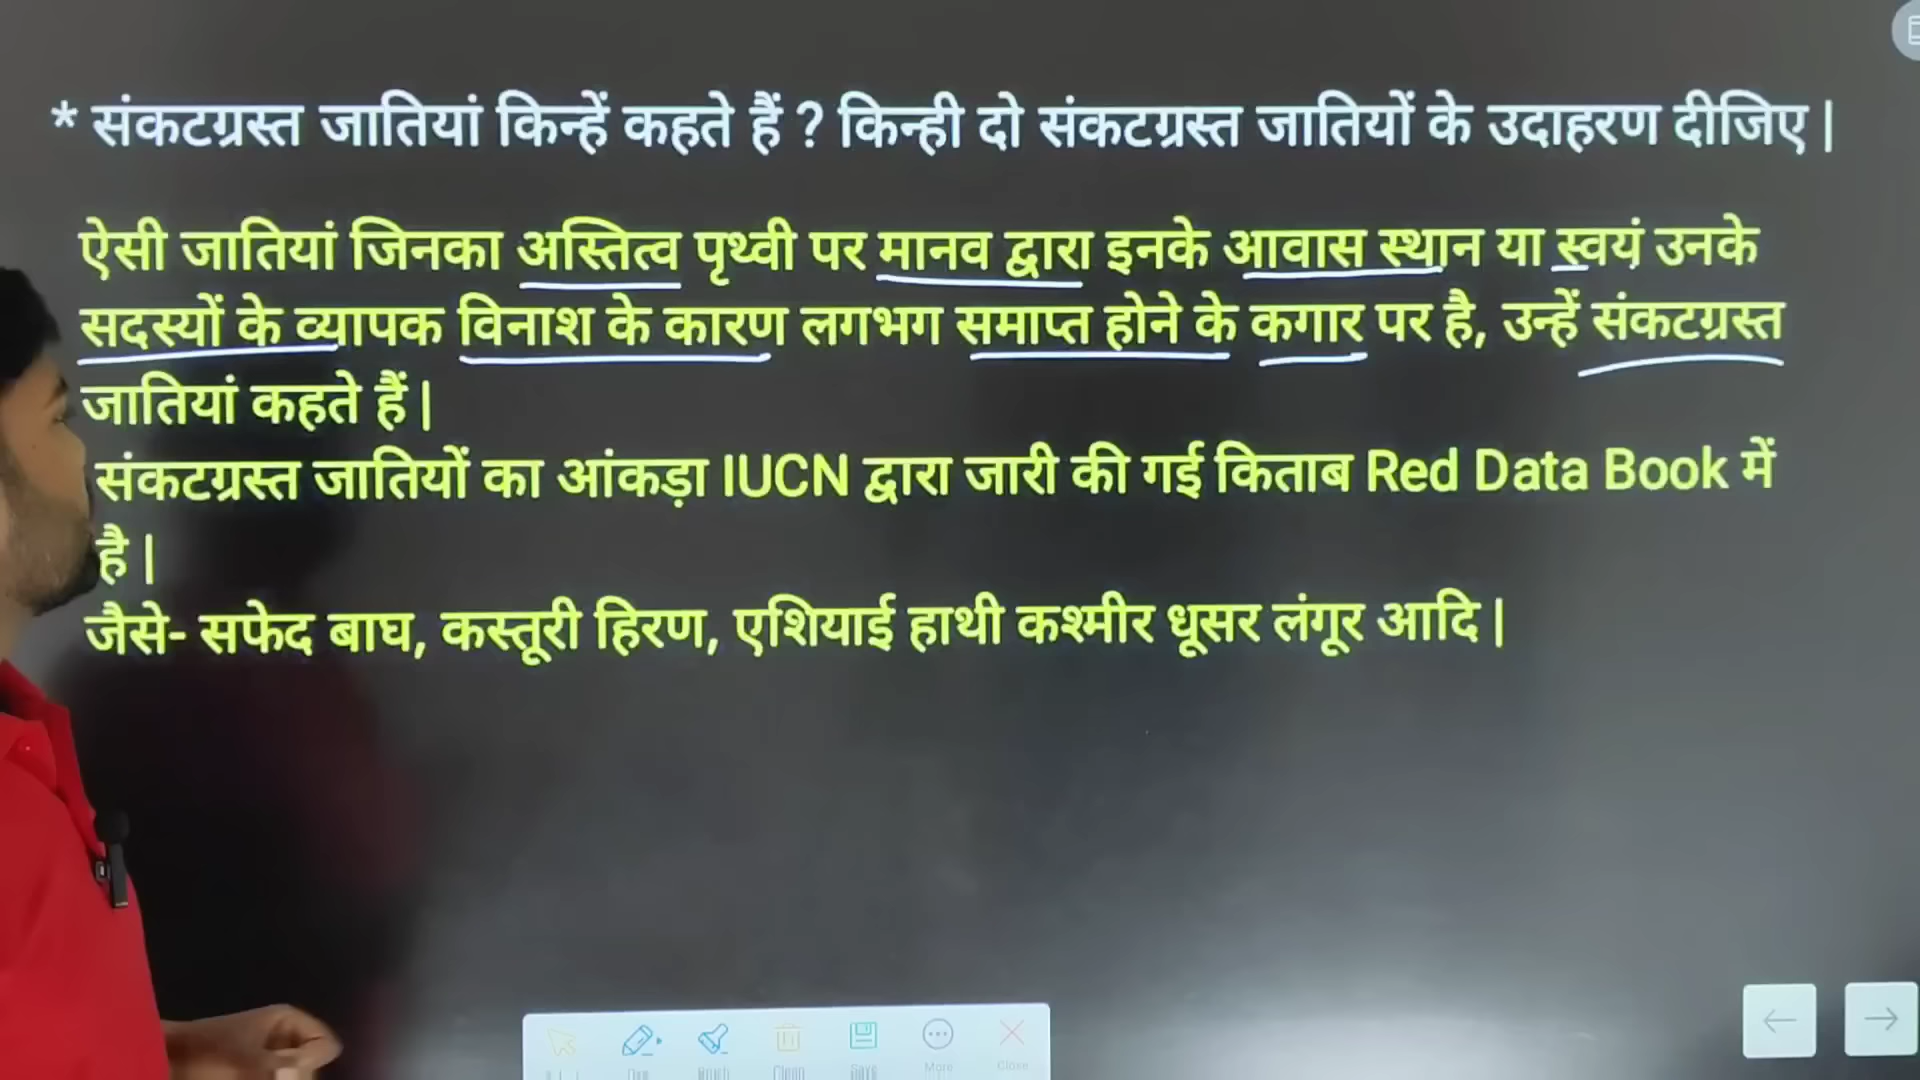 * संकटग्रस्त जातियां किन्हें कहते हैं ? किन्ही दो संकटग्रस्त जातियों के उदाहरण दीजिए |
ऐसी जातियां जिनका अस्तित्व पृथ्वी पर मानव द्वारा इनके आवास स्थान या स्वयं उनके
सदस्यों के व्यापक विनाश के कारण लगभग समाप्त होने के कगार पर है, उन्हें संकटग्रस्त
जातियां कहते हैं |
संकटग्रस्त जातियों का आंकड़ा IUCN द्वारा जारी की गई किताब Red Data Book में
है |
जैसे- सफेद बाघ, कस्तूरी हिरण, एशियाई हाथी कश्मीर धूसर लंगूर आदि |
More Close